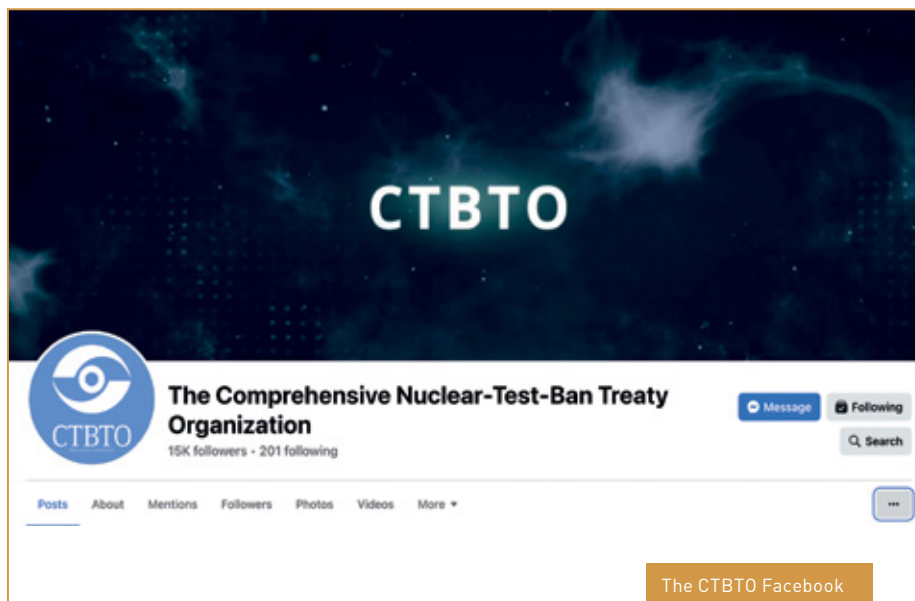 CTBTO
CTBTO
The Comprehensive Nuclear-Test-Ban Treaty
Organization
15K followers • 201 following
Message
Following
Search
Posts About Mentions Followers Photos Videos More
The CTBTO Facebook